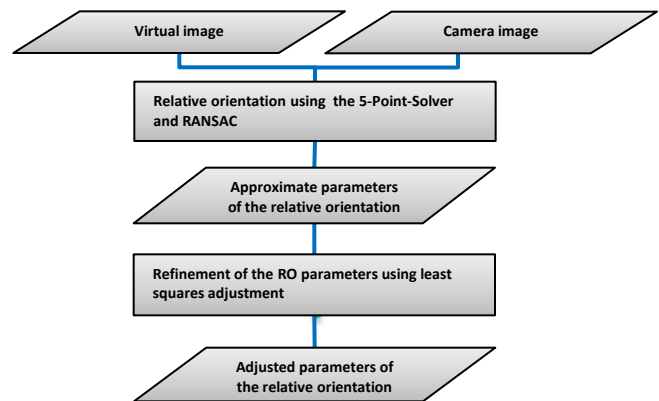 Virtual image
Camera image
Relative orientation using the 5-Point-Solver
and RANSAC
Approximate parameters
of the relative orientation
Refinement of the RO parameters using least
squares adjustment
Adjusted parameters of
the relative orientation